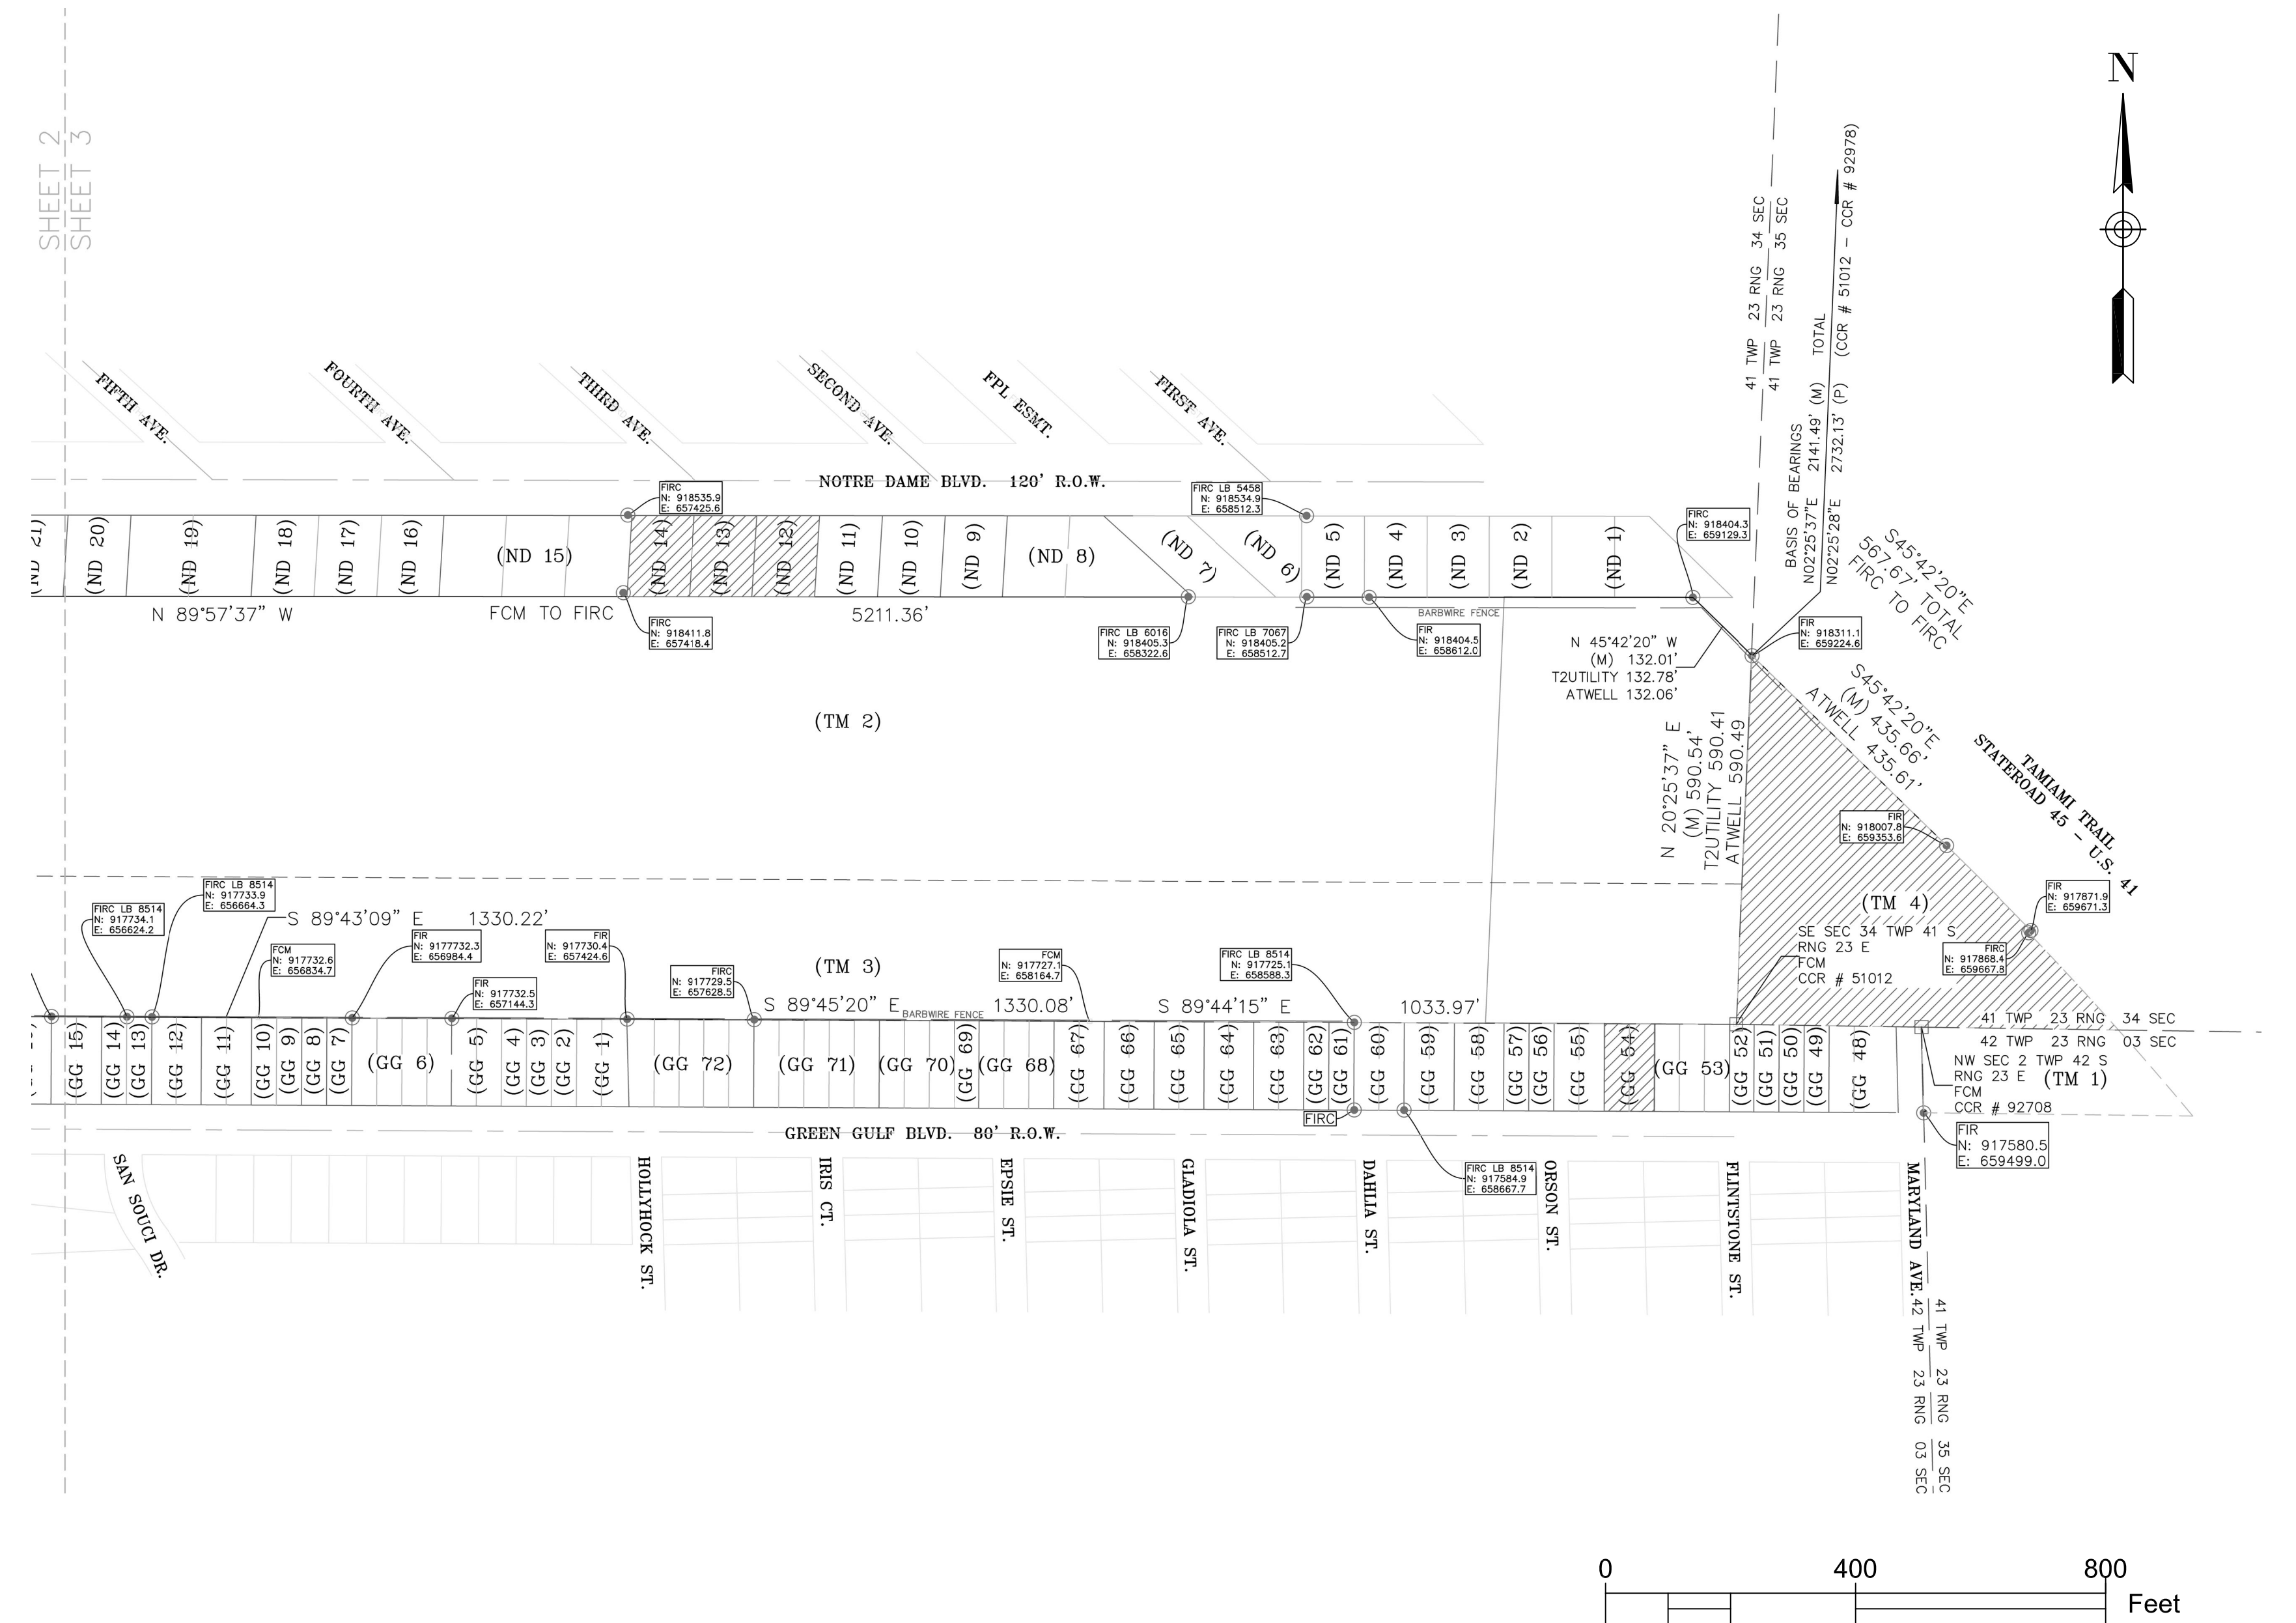 SHEET 2
SHEET 3
N
41 TWP 23 RNG 34 SEC
41 TWP 23 RNG 35 SEC
BASIS OF BEARINGS
N02°25'37"E 2141.49' (M) TOTAL
N02°25'28"E 2732.13' (P) (CCR # 51012 – CCR # 92978)
FIFTH AVE.
FOURTH AVE.
THIRD AVE.
SECOND AVE.
FPL ESMT.
FIRST AVE.
NOTRE DAME BLVD. 120' R.O.W.
FIRC
N: 918535.9
E: 657425.6
FIRC LB 5458
N: 918534.9
E: 658512.3
FIRC
N: 918404.3
E: 659129.3
(ND 21)
(ND 20)
(ND 19)
(ND 18)
(ND 17)
(ND 16)
(ND 15)
(ND 14)
(ND 13)
(ND 12)
(ND 11)
(ND 10)
(ND 9)
(ND 8)
(ND 7)
(ND 6)
(ND 5)
(ND 4)
(ND 3)
(ND 2)
(ND 1)
S45°42'20"E
567.67' TOTAL
FIRC TO FIRC
N 89°57'37" W FCM TO FIRC 5211.36'
BARBWIRE FENCE
FIRC
N: 918411.8
E: 657418.4
FIRC LB 6016
N: 918405.3
E: 658322.6
FIRC LB 7067
N: 918405.2
E: 658512.7
FIR
N: 918404.5
E: 658612.0
N 45°42'20" W
(M) 132.01'
T2UTILITY 132.78'
ATWELL 132.06'
FIR
N: 918311.1
E: 659224.6
S45°42'20"E
(M) 435.66'
ATWELL 435.61'
(TM 2)
N 20°25'37" E
(M) 590.54'
T2UTILITY 590.41
ATWELL 590.49
TAMIAMI TRAIL
STATEROAD 45 – U.S. 41
FIR
N: 918007.8
E: 659353.6
FIR
N: 917871.9
E: 659671.3
(TM 4)
FIRC
N: 917868.4
E: 659667.8
SE SEC 34 TWP 41 S
RNG 23 E
FCM
CCR # 51012
FIRC LB 8514
N: 917734.1
E: 656624.2
FIRC LB 8514
N: 917733.9
E: 656664.3
S 89°43'09" E 1330.22'
FCM
N: 917732.6
E: 656834.7
FIR
N: 9177732.3
E: 656984.4
FIR
N: 917732.5
E: 657144.3
FIR
N: 917730.4
E: 657424.6
FIRC
N: 917729.5
E: 657628.5
(TM 3)
FCM
N: 917727.1
E: 658164.7
FIRC LB 8514
N: 917725.1
E: 658588.3
S 89°45'20" E 1330.08'
BARBWIRE FENCE
S 89°44'15" E 1033.97'
41 TWP 23 RNG 34 SEC
42 TWP 23 RNG 03 SEC
(GG 15)
(GG 14)
(GG 13)
(GG 12)
(GG 11)
(GG 10)
(GG 9)
(GG 8)
(GG 7)
(GG 6)
(GG 5)
(GG 4)
(GG 3)
(GG 2)
(GG 1)
(GG 72)
(GG 71)
(GG 70)
(GG 69)
(GG 68)
(GG 67)
(GG 66)
(GG 65)
(GG 64)
(GG 63)
(GG 62)
(GG 61)
(GG 60)
(GG 59)
(GG 58)
(GG 57)
(GG 56)
(GG 55)
(GG 54)
(GG 53)
(GG 52)
(GG 51)
(GG 50)
(GG 49)
(GG 48)
NW SEC 2 TWP 42 S
RNG 23 E
FCM
CCR # 92708
(TM 1)
FIRC
GREEN GULF BLVD. 80' R.O.W.
FIR
N: 917580.5
E: 659499.0
FIRC LB 8514
N: 917584.9
E: 658667.7
SAN SOUCI DR.
HOLLYHOCK ST.
IRIS CT.
EPSIE ST.
GLADIOLA ST.
DAHLIA ST.
ORSON ST.
FLINTSTONE ST.
MARYLAND AVE.
42 TWP 23 RNG 03 SEC
41 TWP 23 RNG 35 SEC
0 400 800
Feet